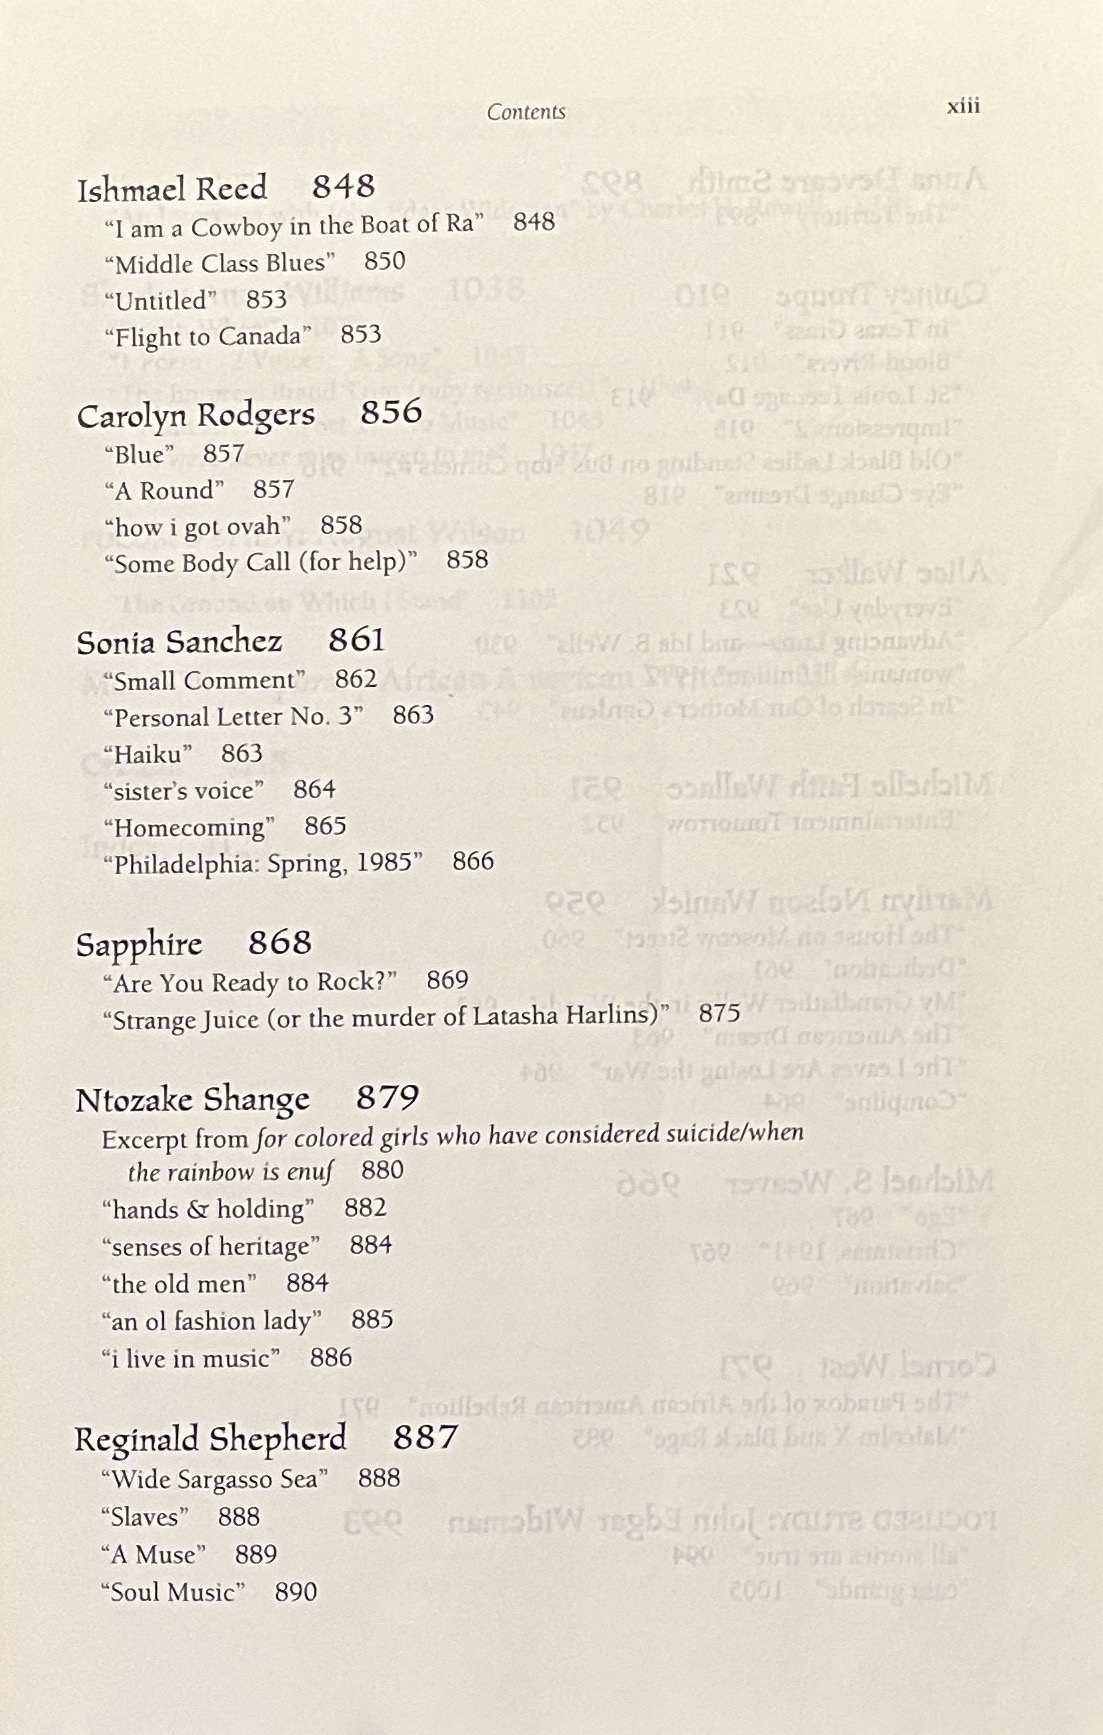 Contents xiii
Ishmael Reed 848
“I am a Cowboy in the Boat of Ra” 848
“Middle Class Blues” 850
“Untitled” 853
“Flight to Canada” 853
Carolyn Rodgers 856
“Blue” 857
“A Round” 857
“how i got ovah” 858
“Some Body Call (for help)” 858
Sonia Sanchez 861
“Small Comment” 862
“Personal Letter No. 3” 863
“Haiku” 863
“sister’s voice” 864
“Homecoming” 865
“Philadelphia: Spring, 1985” 866
Sapphire 868
“Are You Ready to Rock?” 869
“Strange Juice (or the murder of Latasha Harlins)” 875
Ntozake Shange 879
Excerpt from for colored girls who have considered suicide/when
the rainbow is enuf 880
“hands & holding” 882
“senses of heritage” 884
“the old men” 884
“an ol fashion lady” 885
“i live in music” 886
Reginald Shepherd 887
“Wide Sargasso Sea” 888
“Slaves” 888
“A Muse” 889
“Soul Music” 890